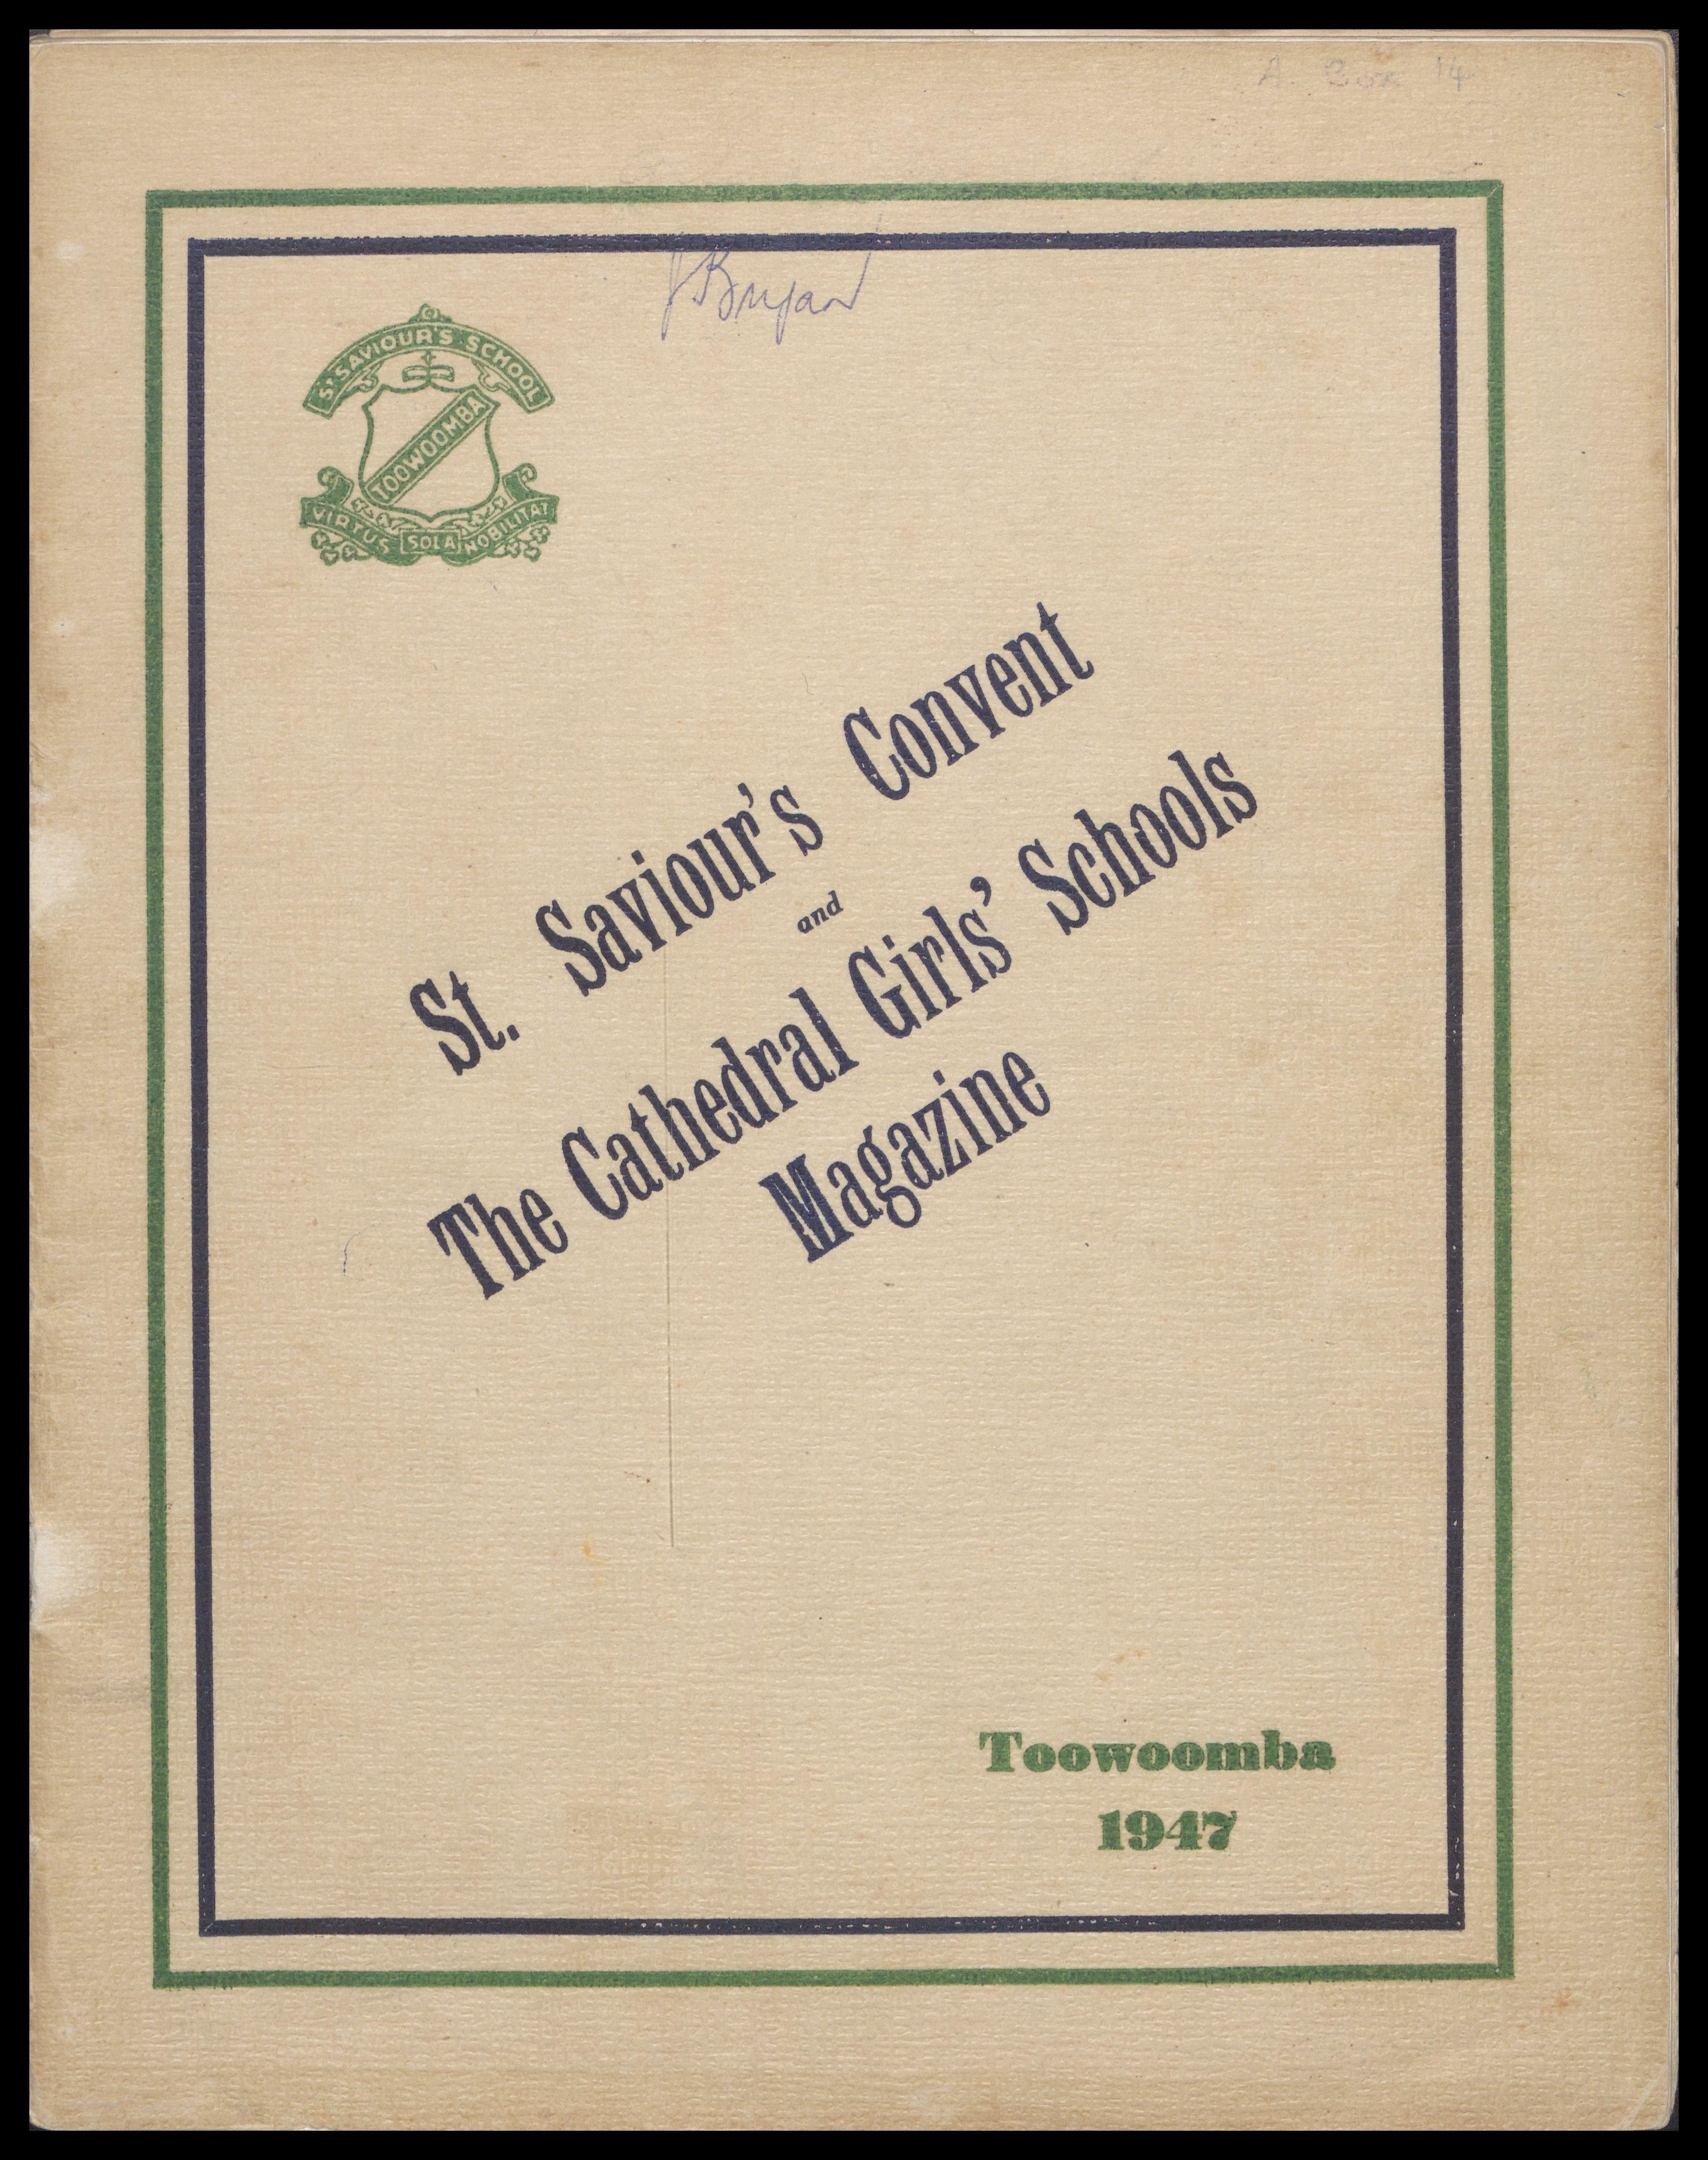 A. Box 14
J Bryan
St SAVIOUR'S SCHOOL
TOOWOOMBA
VIRTUS SOLA NOBILITAT
St. Saviour's Convent
and
The Cathedral Girls' Schools
Magazine
Toowoomba
1947